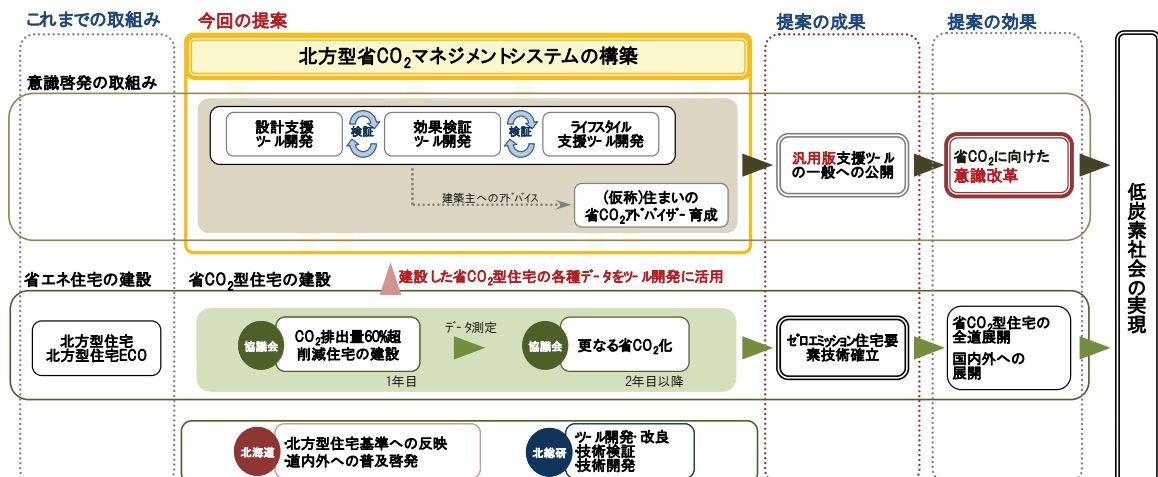 これまでの取組み
今回の提案
提案の成果
提案の効果
北方型省CO₂マネジメントシステムの構築
意識啓発の取組み
設計支援
ツール開発
検証
効果検証
ツール開発
検証
ライフスタイル
支援ツール開発
建築主へのアドバイス
(仮称)住まいの
省CO₂アドバイザー育成
汎用版支援ツール
の一般への公開
省CO₂に向けた
意識改革
低炭素社会の実現
建設した省CO₂型住宅の各種データをツール開発に活用
省エネ住宅の建設
省CO₂型住宅の建設
北方型住宅
北方型住宅ECO
協議会
CO₂排出量60%超
削減住宅の建設
1年目
データ測定
協議会
更なる省CO₂化
2年目以降
ゼロエミッション住宅要
素技術確立
省CO₂型住宅の
全道展開
国内外への
展開
北海道
・北方型住宅基準への反映
・道内外への普及啓発
北総研
・ツール開発・改良
・技術検証
・技術開発